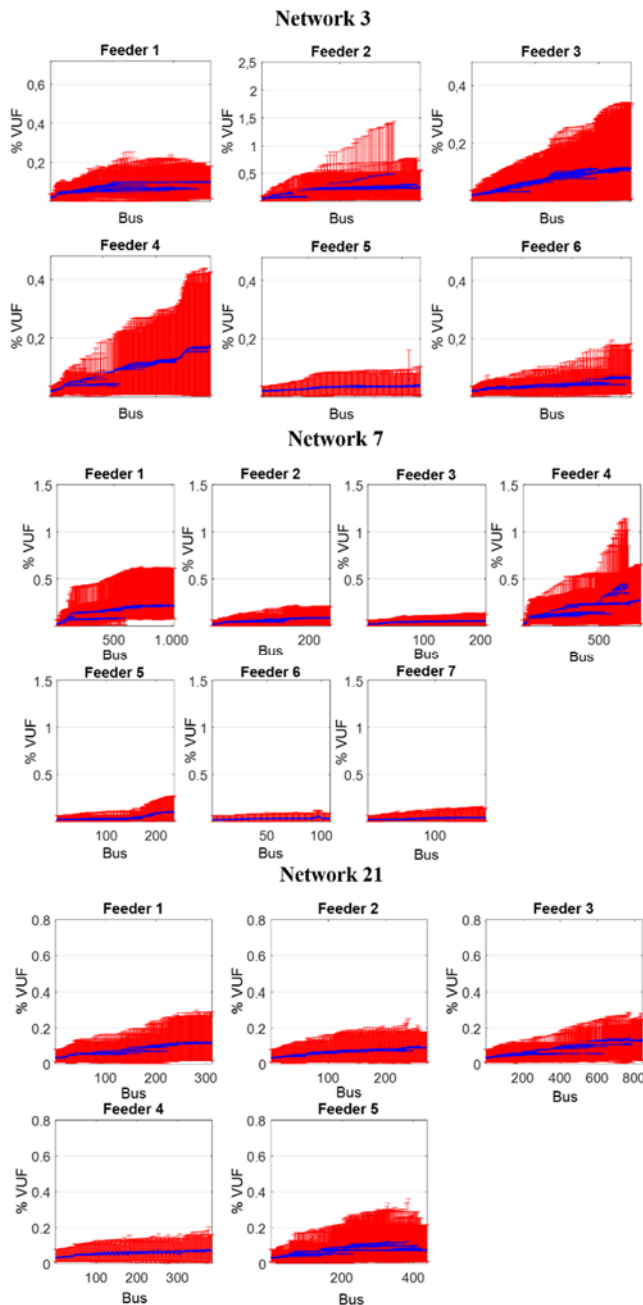 Network 3
Feeder 1 Feeder 2 Feeder 3
% VUF 0,6 0,4 0,2
% VUF 2,5 2 1,5 1 0,5
% VUF 0,4 0,2
Bus Bus Bus
Feeder 4 Feeder 5 Feeder 6
% VUF 0,4 0,2
% VUF 0,4 0,2
% VUF 0,4 0,2
Bus Bus Bus
Network 7
Feeder 1 Feeder 2 Feeder 3 Feeder 4
% VUF 1.5 1 0.5
% VUF 1.5 1 0.5
% VUF 1.5 1 0.5
% VUF 1.5 1 0.5
500 1.000 200 100 200 500
Bus Bus Bus Bus
Feeder 5 Feeder 6 Feeder 7
% VUF 1.5 1 0.5
% VUF 1.5 1 0.5
% VUF 1.5 1 0.5
100 200 50 100 100
Bus Bus Bus
Network 21
Feeder 1 Feeder 2 Feeder 3
% VUF 0.8 0.6 0.4 0.2 0
% VUF 0.8 0.6 0.4 0.2 0
% VUF 0.8 0.6 0.4 0.2 0
100 200 300 100 200 200 400 600 800
Bus Bus Bus
Feeder 4 Feeder 5
% VUF 0.8 0.6 0.4 0.2 0
% VUF 0.8 0.6 0.4 0.2 0
100 200 300 200 400
Bus Bus